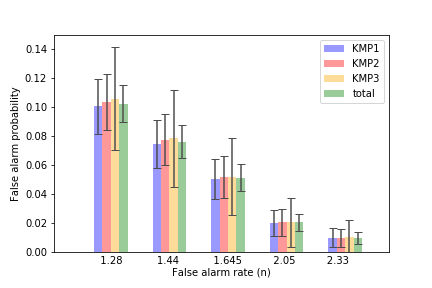 False alarm probability
0.14
0.12
0.10
0.08
0.06
0.04
0.02
0.00
KMP1
KMP2
KMP3
total
1.28 1.44 1.645 2.05 2.33
False alarm rate (n)